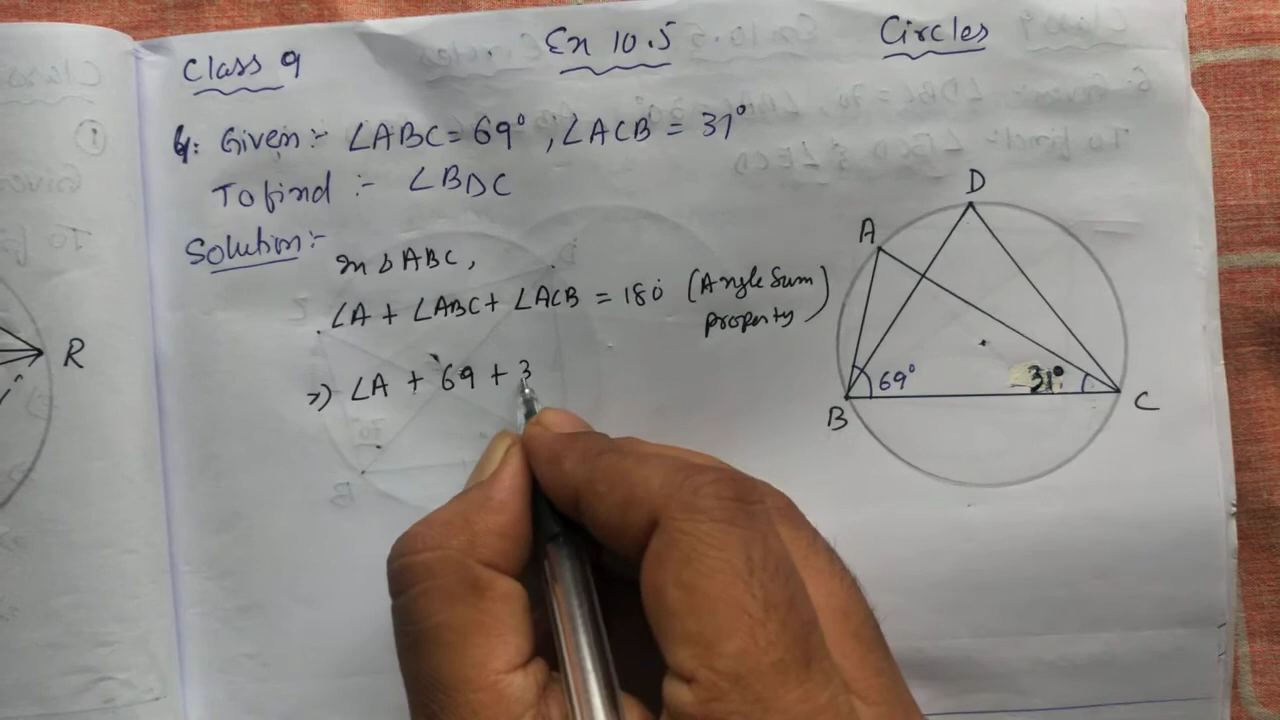 Class 9
Ex 10.5
Circles
4: Given:- ∠ABC = 69°, ∠ACB = 31°
To find :- ∠BDC
Solution:-
In △ABC,
∠A + ∠ABC + ∠ACB = 180° (Angle Sum property)
=> ∠A + 69 + 3
A
D
B
C
69°
31°
R